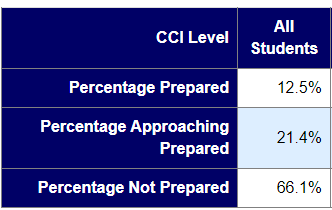 CCI Level
All
Students
Percentage Prepared
12.5%
Percentage Approaching
Prepared
21.4%
Percentage Not Prepared
66.1%